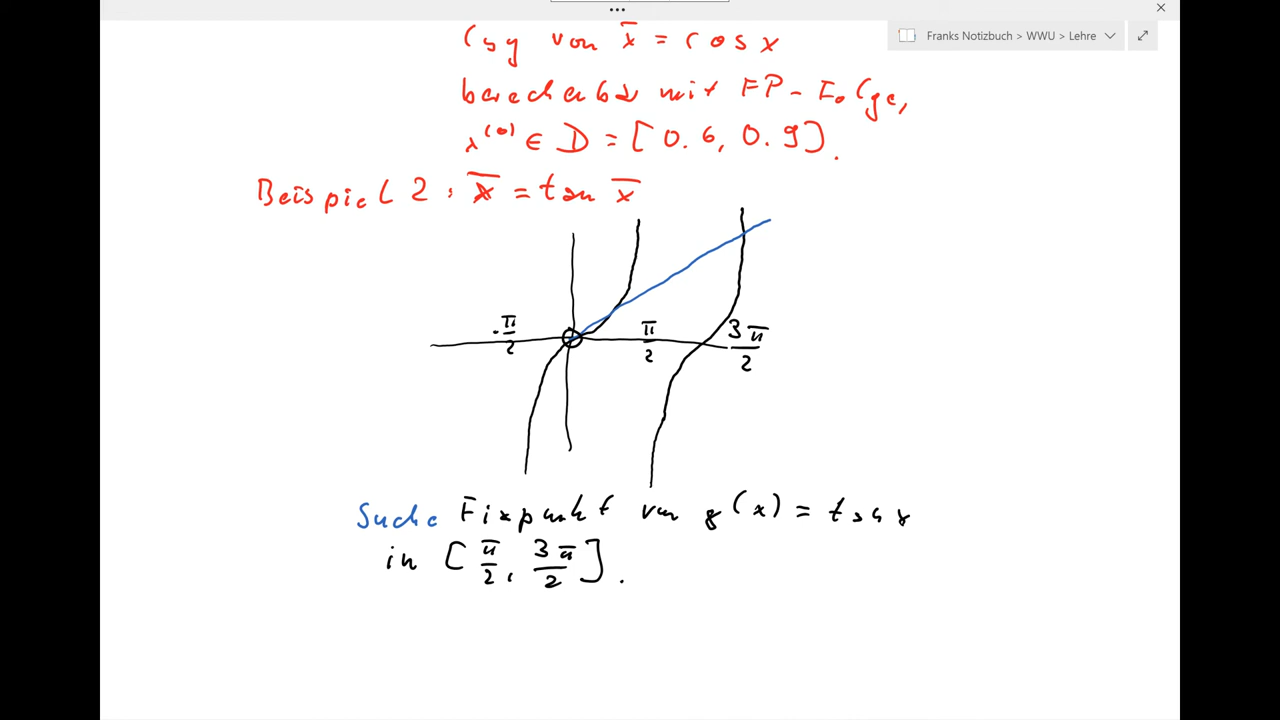 Franks Notizbuch > WWU > Lehre
Lsg von x̄ = cos x
berechenbar mit FP-Folge,
x⁽⁰⁾ ∈ D = [0.6, 0.9].
Beispiel 2: x̄ = tan x̄
-π/2 π/2 3π/2
Suche Fixpunkt von g(x) = tan x
in [π/2, 3π/2].